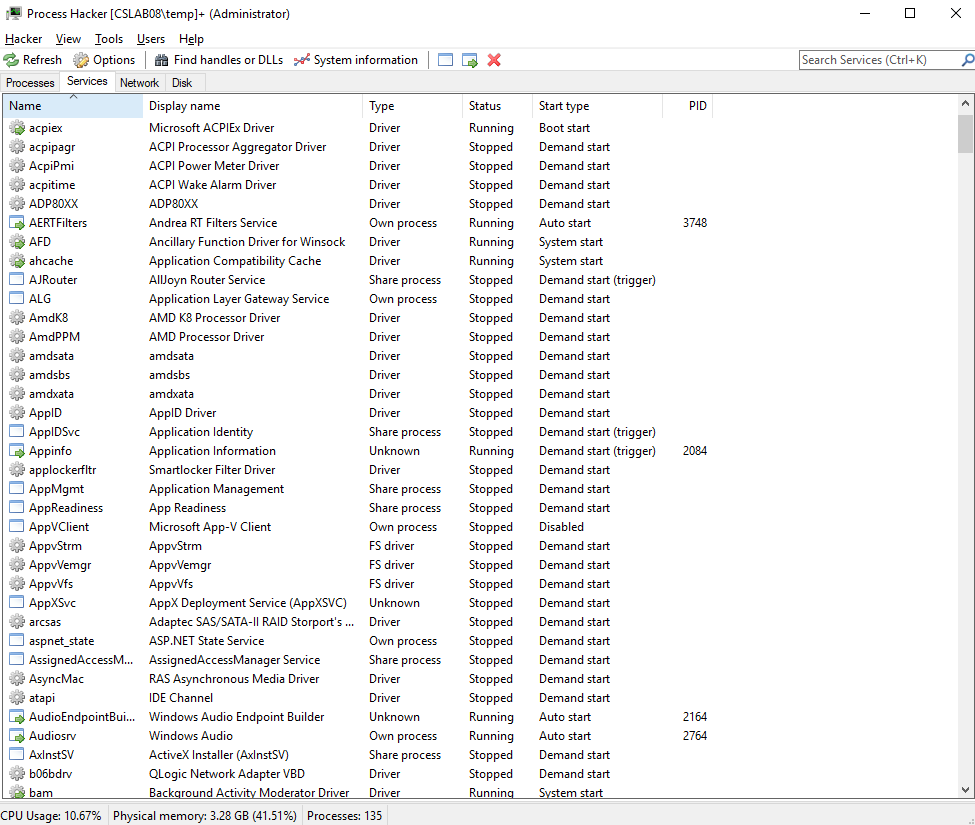 Process Hacker [CSLAB08\temp]+ (Administrator)
Hacker View Tools Users Help
Refresh Options Find handles or DLLs System information Search Services (Ctrl+K)
Processes Services Network Disk
Name Display name Type Status Start type PID
acpiex Microsoft ACPIEx Driver Driver Running Boot start
acpipagr ACPI Processor Aggregator Driver Driver Stopped Demand start
AcpiPmi ACPI Power Meter Driver Driver Stopped Demand start
acpitime ACPI Wake Alarm Driver Driver Stopped Demand start
ADP80XX ADP80XX Driver Stopped Demand start
AERTFilters Andrea RT Filters Service Own process Running Auto start 3748
AFD Ancillary Function Driver for Winsock Driver Running System start
ahcache Application Compatibility Cache Driver Running System start
AJRouter AllJoyn Router Service Share process Stopped Demand start (trigger)
ALG Application Layer Gateway Service Own process Stopped Demand start
AmdK8 AMD K8 Processor Driver Driver Stopped Demand start
AmdPPM AMD Processor Driver Driver Stopped Demand start
amdsata amdsata Driver Stopped Demand start
amdsbs amdsbs Driver Stopped Demand start
amdxata amdxata Driver Stopped Demand start
AppID AppID Driver Driver Stopped Demand start
AppIDSvc Application Identity Share process Stopped Demand start (trigger)
Appinfo Application Information Unknown Running Demand start (trigger) 2084
applockerfltr Smartlocker Filter Driver Driver Stopped Demand start
AppMgmt Application Management Share process Stopped Demand start
AppReadiness App Readiness Share process Stopped Demand start
AppVClient Microsoft App-V Client Own process Stopped Disabled
AppvStrm AppvStrm FS driver Stopped Demand start
AppvVemgr AppvVemgr FS driver Stopped Demand start
AppvVfs AppvVfs FS driver Stopped Demand start
AppXSvc AppX Deployment Service (AppXSVC) Unknown Stopped Demand start
arcsas Adaptec SAS/SATA-II RAID Storport's ... Driver Stopped Demand start
aspnet_state ASP.NET State Service Own process Stopped Demand start
AssignedAccessM... AssignedAccessManager Service Share process Stopped Demand start
AsyncMac RAS Asynchronous Media Driver Driver Stopped Demand start
atapi IDE Channel Driver Stopped Demand start
AudioEndpointBui... Windows Audio Endpoint Builder Unknown Running Auto start 2164
Audiosrv Windows Audio Own process Running Auto start 2764
AxInstSV ActiveX Installer (AxInstSV) Share process Stopped Demand start
b06bdrv QLogic Network Adapter VBD Driver Stopped Demand start
bam Background Activity Moderator Driver Driver Running System start
CPU Usage: 10.67% Physical memory: 3.28 GB (41.51%) Processes: 135